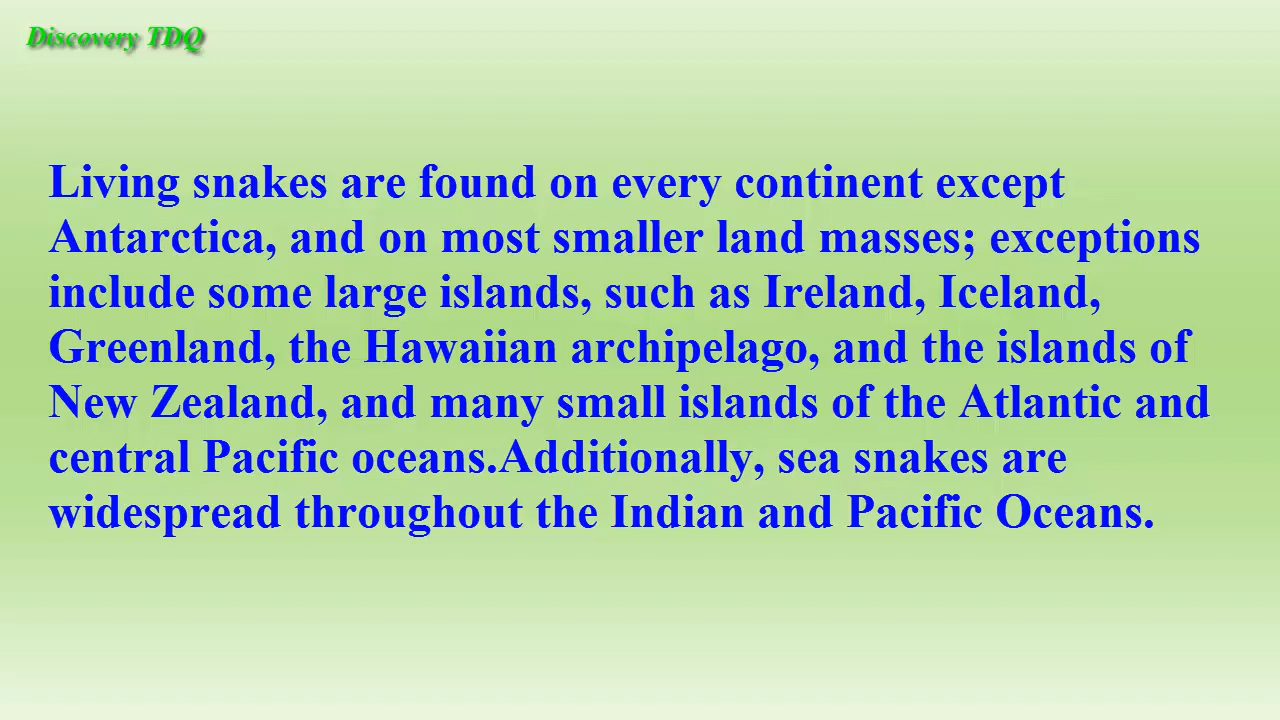 Discovery TDQ
Living snakes are found on every continent except
Antarctica, and on most smaller land masses; exceptions
include some large islands, such as Ireland, Iceland,
Greenland, the Hawaiian archipelago, and the islands of
New Zealand, and many small islands of the Atlantic and
central Pacific oceans.Additionally, sea snakes are
widespread throughout the Indian and Pacific Oceans.